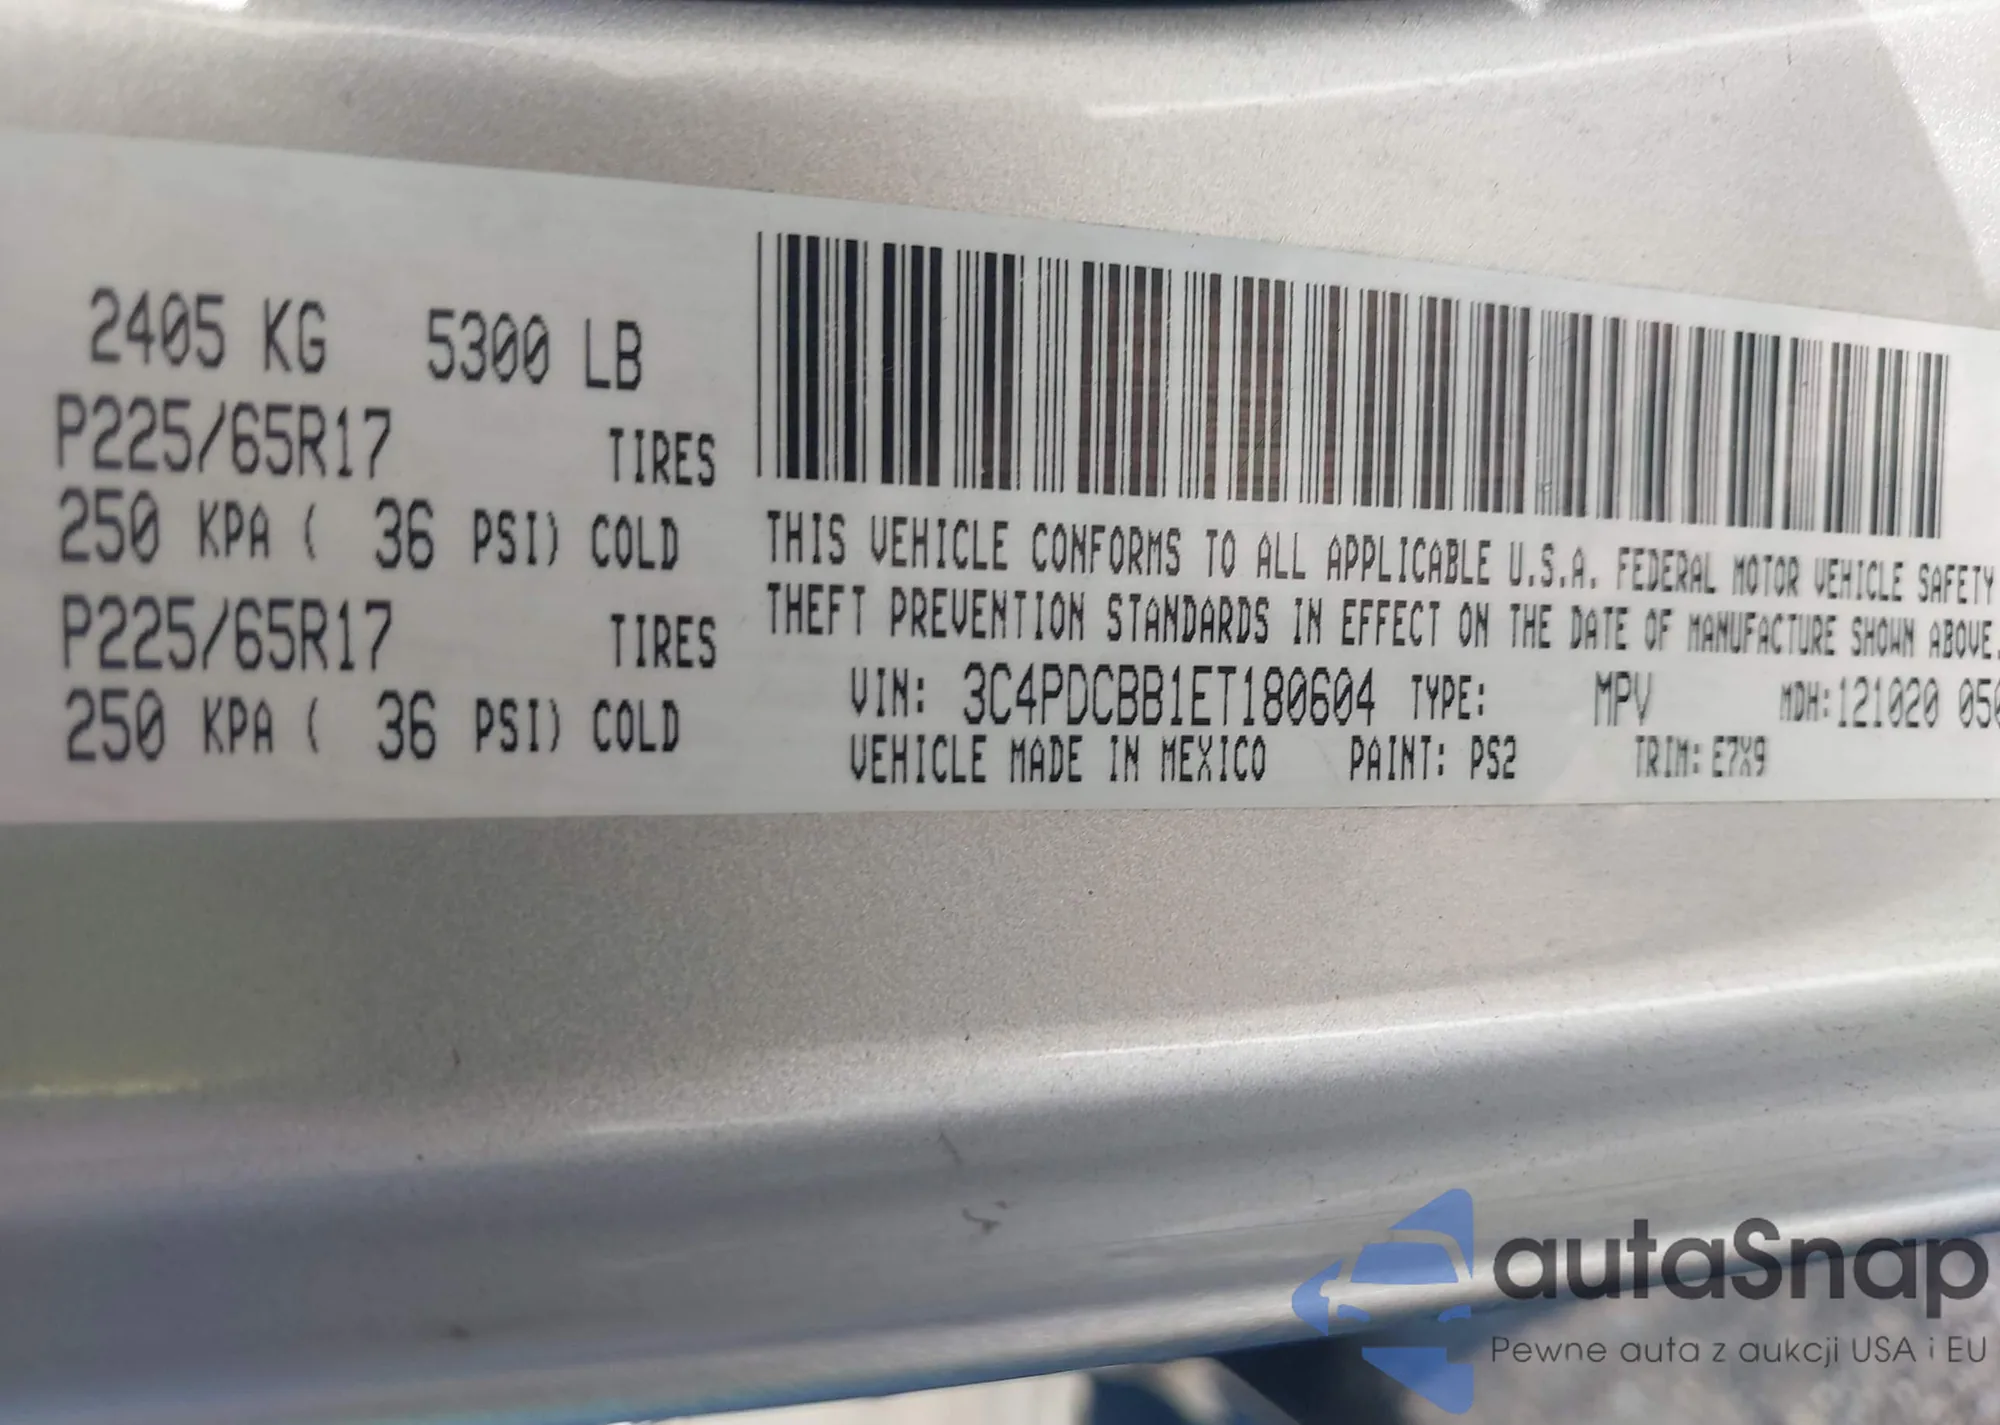 2405 KG 5300 LB
P225/65R17 TIRES
250 KPA ( 36 PSI) COLD
P225/65R17 TIRES
250 KPA ( 36 PSI) COLD
THIS VEHICLE CONFORMS TO ALL APPLICABLE U.S.A. FEDERAL MOTOR VEHICLE SAFETY
THEFT PREVENTION STANDARDS IN EFFECT ON THE DATE OF MANUFACTURE SHOWN ABOVE.
VIN: 3C4PDCBB1ET180604 TYPE: MPV MDH:121020 050
VEHICLE MADE IN MEXICO PAINT: PS2 TRIM: E7X9
autaSnap
Pewne auta z aukcji USA i EU